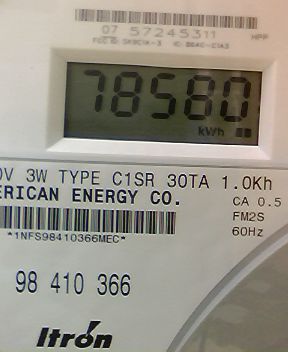 07 57245311
HPP
78580
kWh
0V 3W TYPE C1SR 30TA 1.0Kh
ERICAN ENERGY CO.
CA 0.5
FM2S
60Hz
*1NFS98410366MEC*
98 410 366
Itron